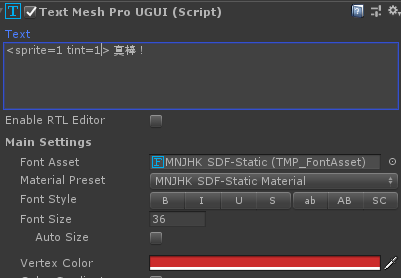 Text Mesh Pro UGUI (Script)
Text
<sprite=1 tint=1> 真棒！
Enable RTL Editor
Main Settings
Font Asset
MNJHK SDF-Static (TMP_FontAsset)
Material Preset
MNJHK SDF-Static Material
Font Style
B I U S ab AB SC
Font Size
36
Auto Size
Vertex Color